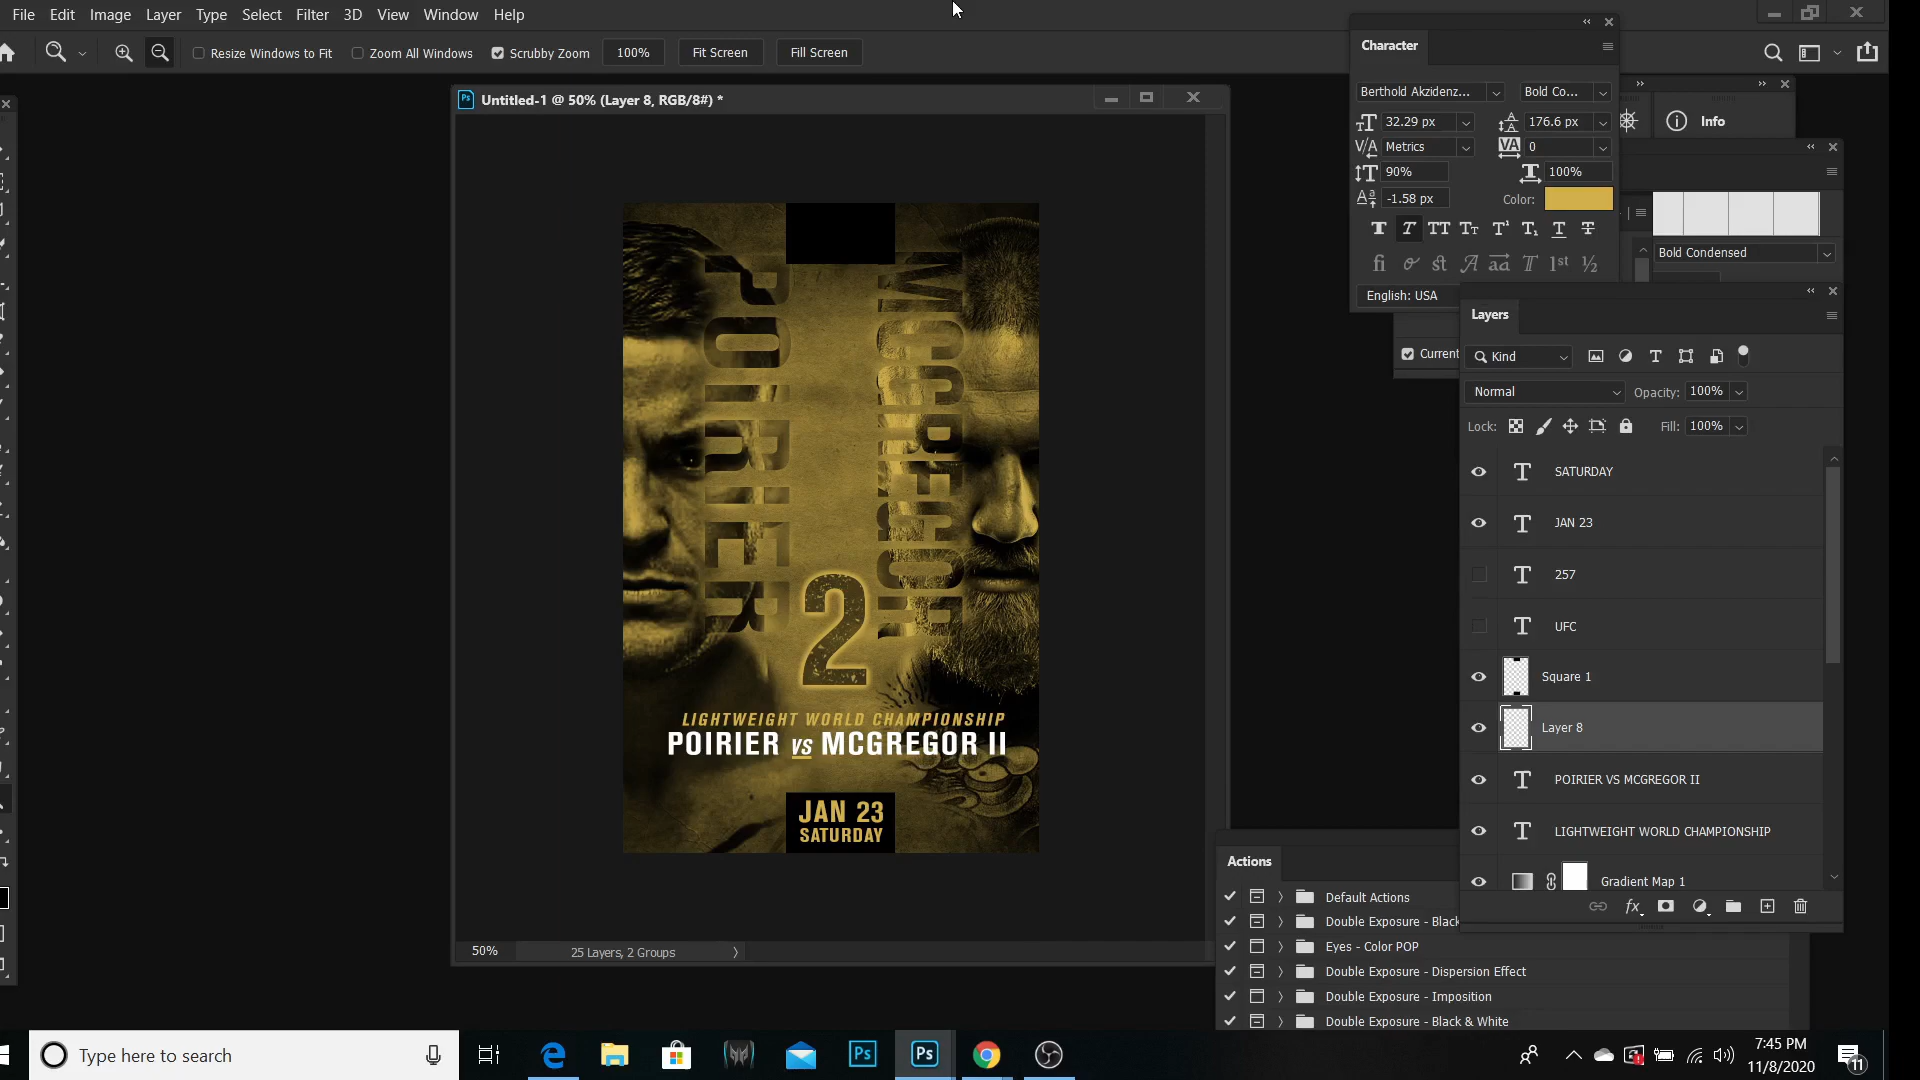 File Edit Image Layer Type Select Filter 3D View Window Help
Resize Windows to Fit Zoom All Windows Scrubby Zoom 100% Fit Screen Fill Screen
Character
Berthold Akzidenz... Bold Co...
32.29 px 176.6 px
Metrics 0
90% 100%
-1.58 px Color:
English: USA
Info
Bold Condensed
Current
Ps Untitled-1 @ 50% (Layer 8, RGB/8#) *
POIRIER
MCGREGOR
2
LIGHTWEIGHT WORLD CHAMPIONSHIP
POIRIER VS MCGREGOR II
JAN 23
SATURDAY
50% 25 Layers, 2 Groups
Layers
Kind
Normal Opacity: 100%
Lock: Fill: 100%
SATURDAY
JAN 23
257
UFC
Square 1
Layer 8
POIRIER VS MCGREGOR II
LIGHTWEIGHT WORLD CHAMPIONSHIP
Gradient Map 1
fx
Actions
Default Actions
Double Exposure - Black
Eyes - Color POP
Double Exposure - Dispersion Effect
Double Exposure - Imposition
Double Exposure - Black & White
Type here to search
Ps Ps
7:45 PM
11/8/2020
11